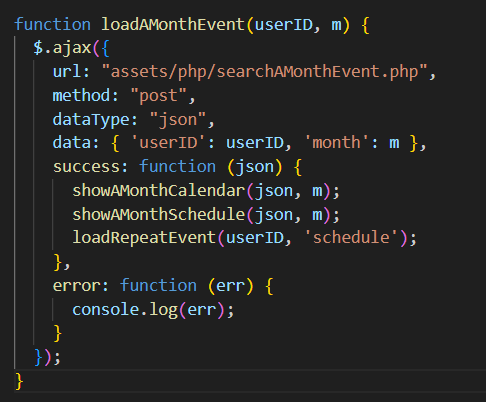 function loadAMonthEvent(userID, m) {
  $.ajax({
    url: "assets/php/searchAMonthEvent.php",
    method: "post",
    dataType: "json",
    data: { 'userID': userID, 'month': m },
    success: function (json) {
      showAMonthCalendar(json, m);
      showAMonthSchedule(json, m);
      loadRepeatEvent(userID, 'schedule');
    },
    error: function (err) {
      console.log(err);
    }
  });
}